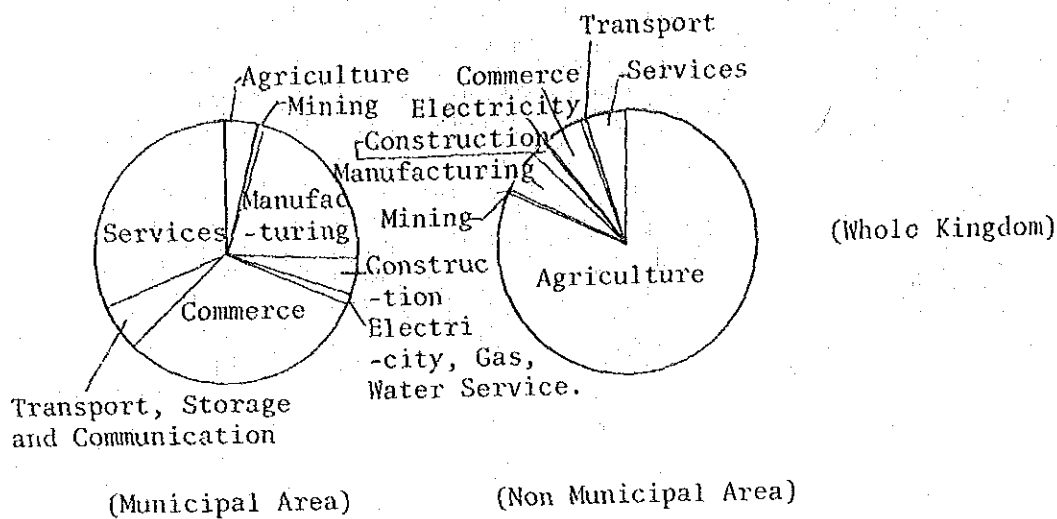 Agriculture
Mining
Manufac
-turing
Services
Construc
-tion
Commerce
Electri
-city, Gas,
Water Service.
Transport, Storage
and Communication
(Municipal Area)
Transport
Commerce
Services
Electricity
Construction
Manufacturing
Mining
Agriculture
(Non Municipal Area)
(Whole Kingdom)